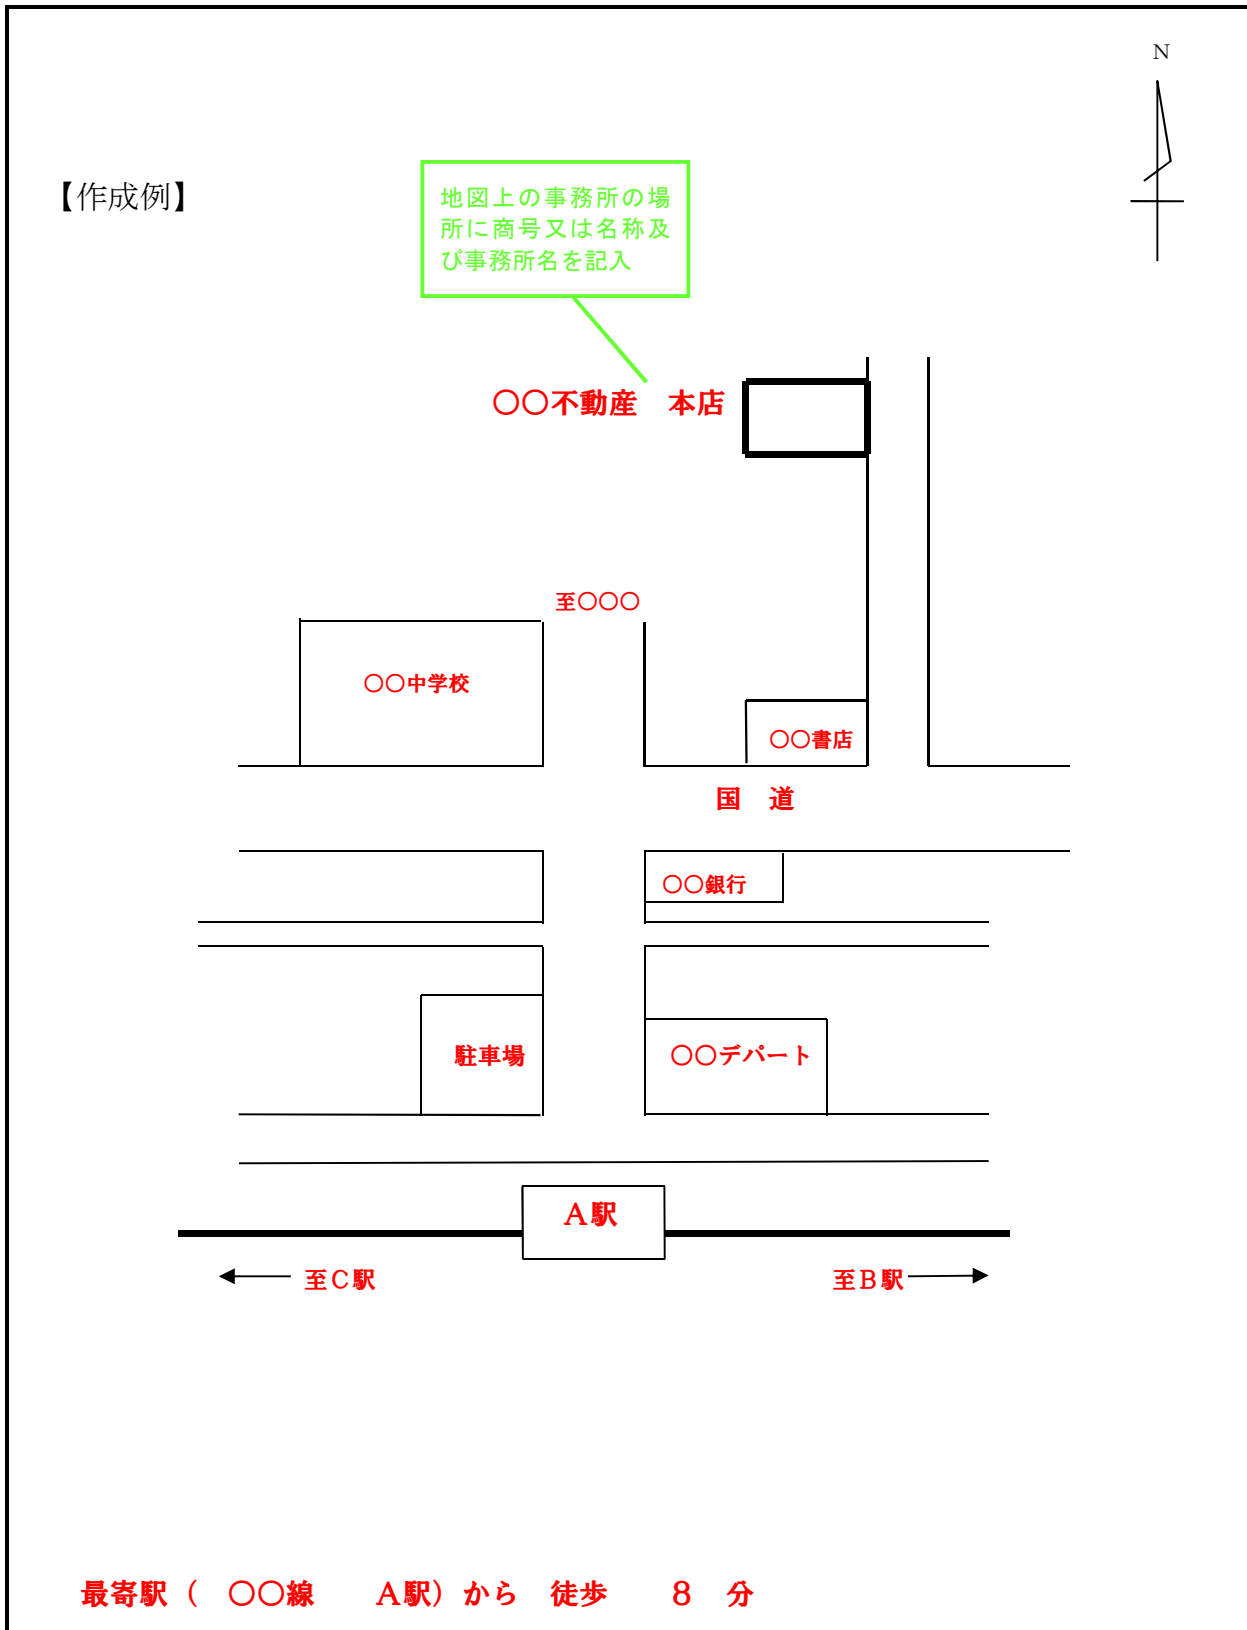 N
【作成例】
地図上の事務所の場
所に商号又は名称及
び事務所名を記入
〇〇不動産　本店
至〇〇〇
〇〇中学校
〇〇書店
国　道
〇〇銀行
駐車場
〇〇デパート
Ａ駅
至Ｃ駅
至Ｂ駅
最寄駅（　〇〇線　　Ａ駅）から　徒歩　　８　分